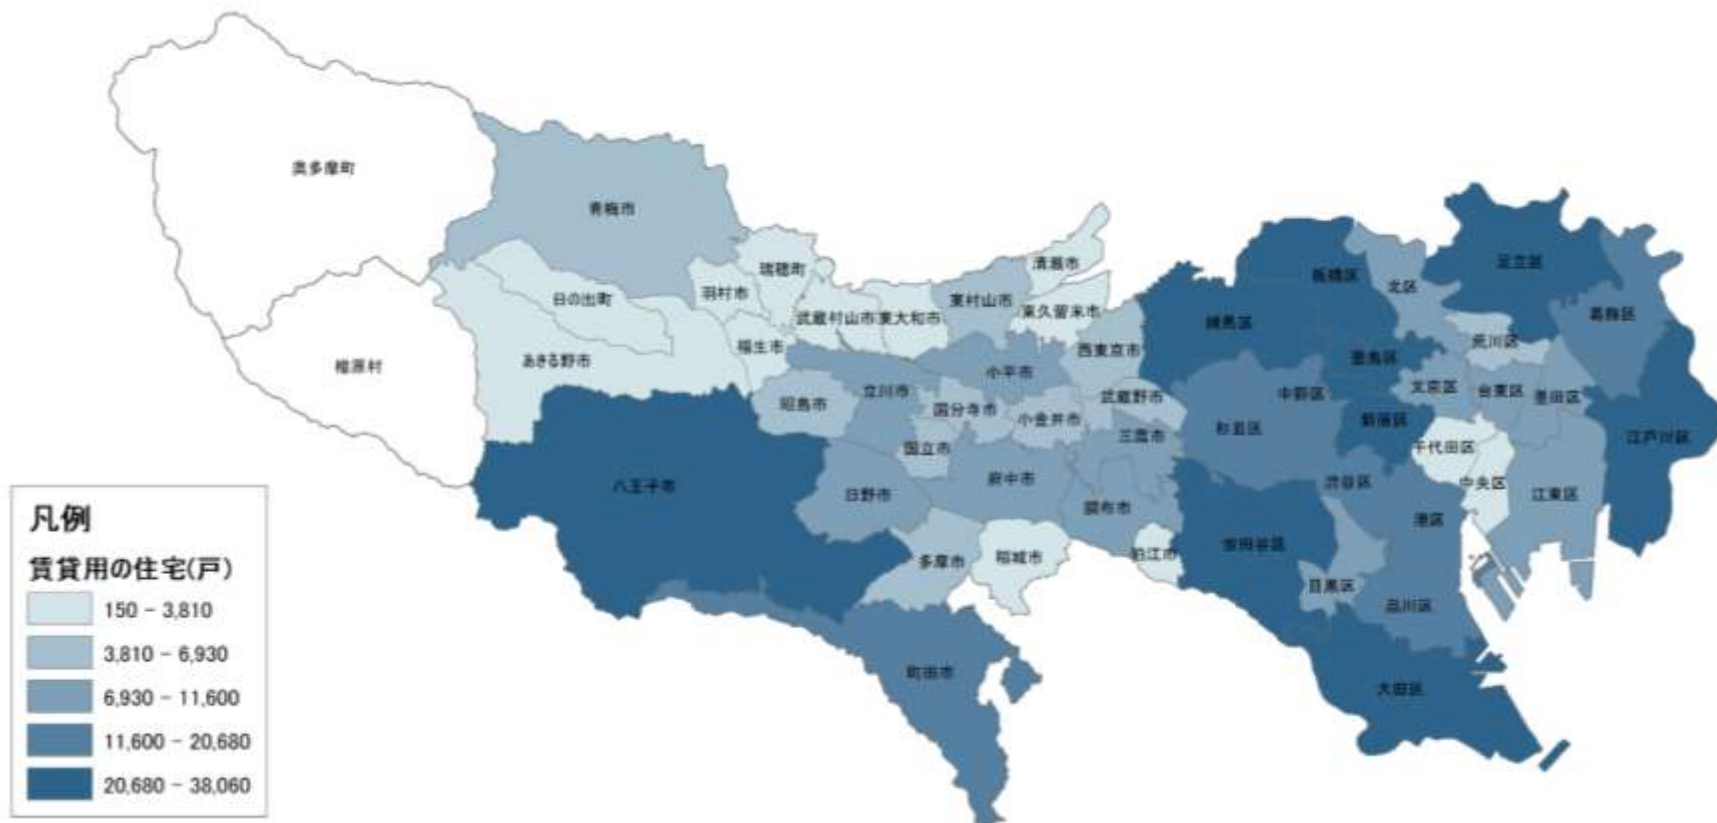 奥多摩町
青梅市
檜原村
瑞穂町
羽村市
日の出町
あきる野市
福生市
武蔵村山市
東大和市
東村山市
清瀬市
東久留米市
西東京市
小平市
立川市
昭島市
国分寺市
小金井市
武蔵野市
三鷹市
国立市
府中市
調布市
日野市
八王子市
多摩市
稲城市
狛江市
町田市
板橋区
練馬区
北区
足立区
葛飾区
荒川区
豊島区
文京区
台東区
墨田区
中野区
杉並区
新宿区
千代田区
江戸川区
中央区
江東区
渋谷区
港区
世田谷区
目黒区
品川区
大田区
凡例
賃貸用の住宅(戸)
150 - 3,810
3,810 - 6,930
6,930 - 11,600
11,600 - 20,680
20,680 - 38,060